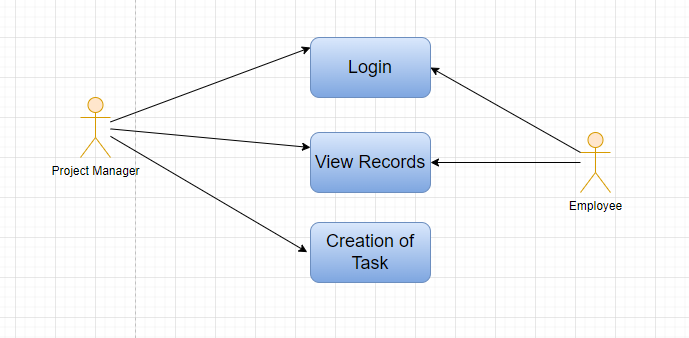 Login
Project Manager
View Records
Employee
Creation of
Task